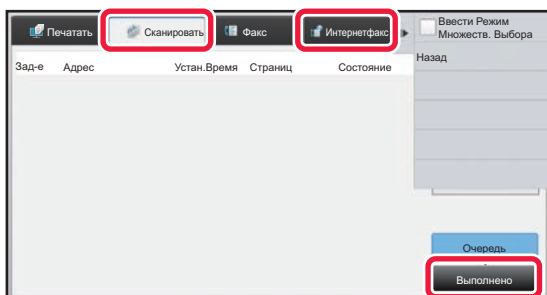 Печатать Сканировать Факс Интернетфакс
Ввести Режим
Множеств. Выбора
Назад
Зад-е Адрес Устан.Время Страниц Состояние
Очередь
Выполнено